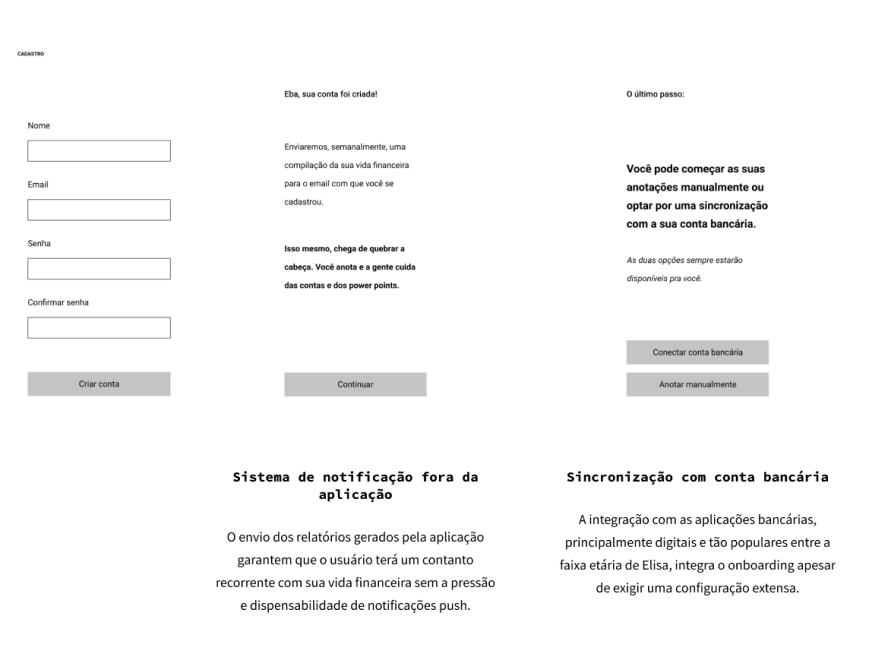 CADASTRO
Nome
Email
Senha
Confirmar senha
Criar conta
Eba, sua conta foi criada!
Enviaremos, semanalmente, uma
compilação da sua vida financeira
para o email com que você se
cadastrou.
Isso mesmo, chega de quebrar a
cabeça. Você anota e a gente cuida
das contas e dos power points.
Continuar
O último passo:
Você pode começar as suas
anotações manualmente ou
optar por uma sincronização
com a sua conta bancária.
As duas opções sempre estarão
disponíveis pra você.
Conectar conta bancária
Anotar manualmente
Sistema de notificação fora da
aplicação
O envio dos relatórios gerados pela aplicação
garantem que o usuário terá um contanto
recorrente com sua vida financeira sem a pressão
e dispensabilidade de notificações push.
Sincronização com conta bancária
A integração com as aplicações bancárias,
principalmente digitais e tão populares entre a
faixa etária de Elisa, integra o onboarding apesar
de exigir uma configuração extensa.